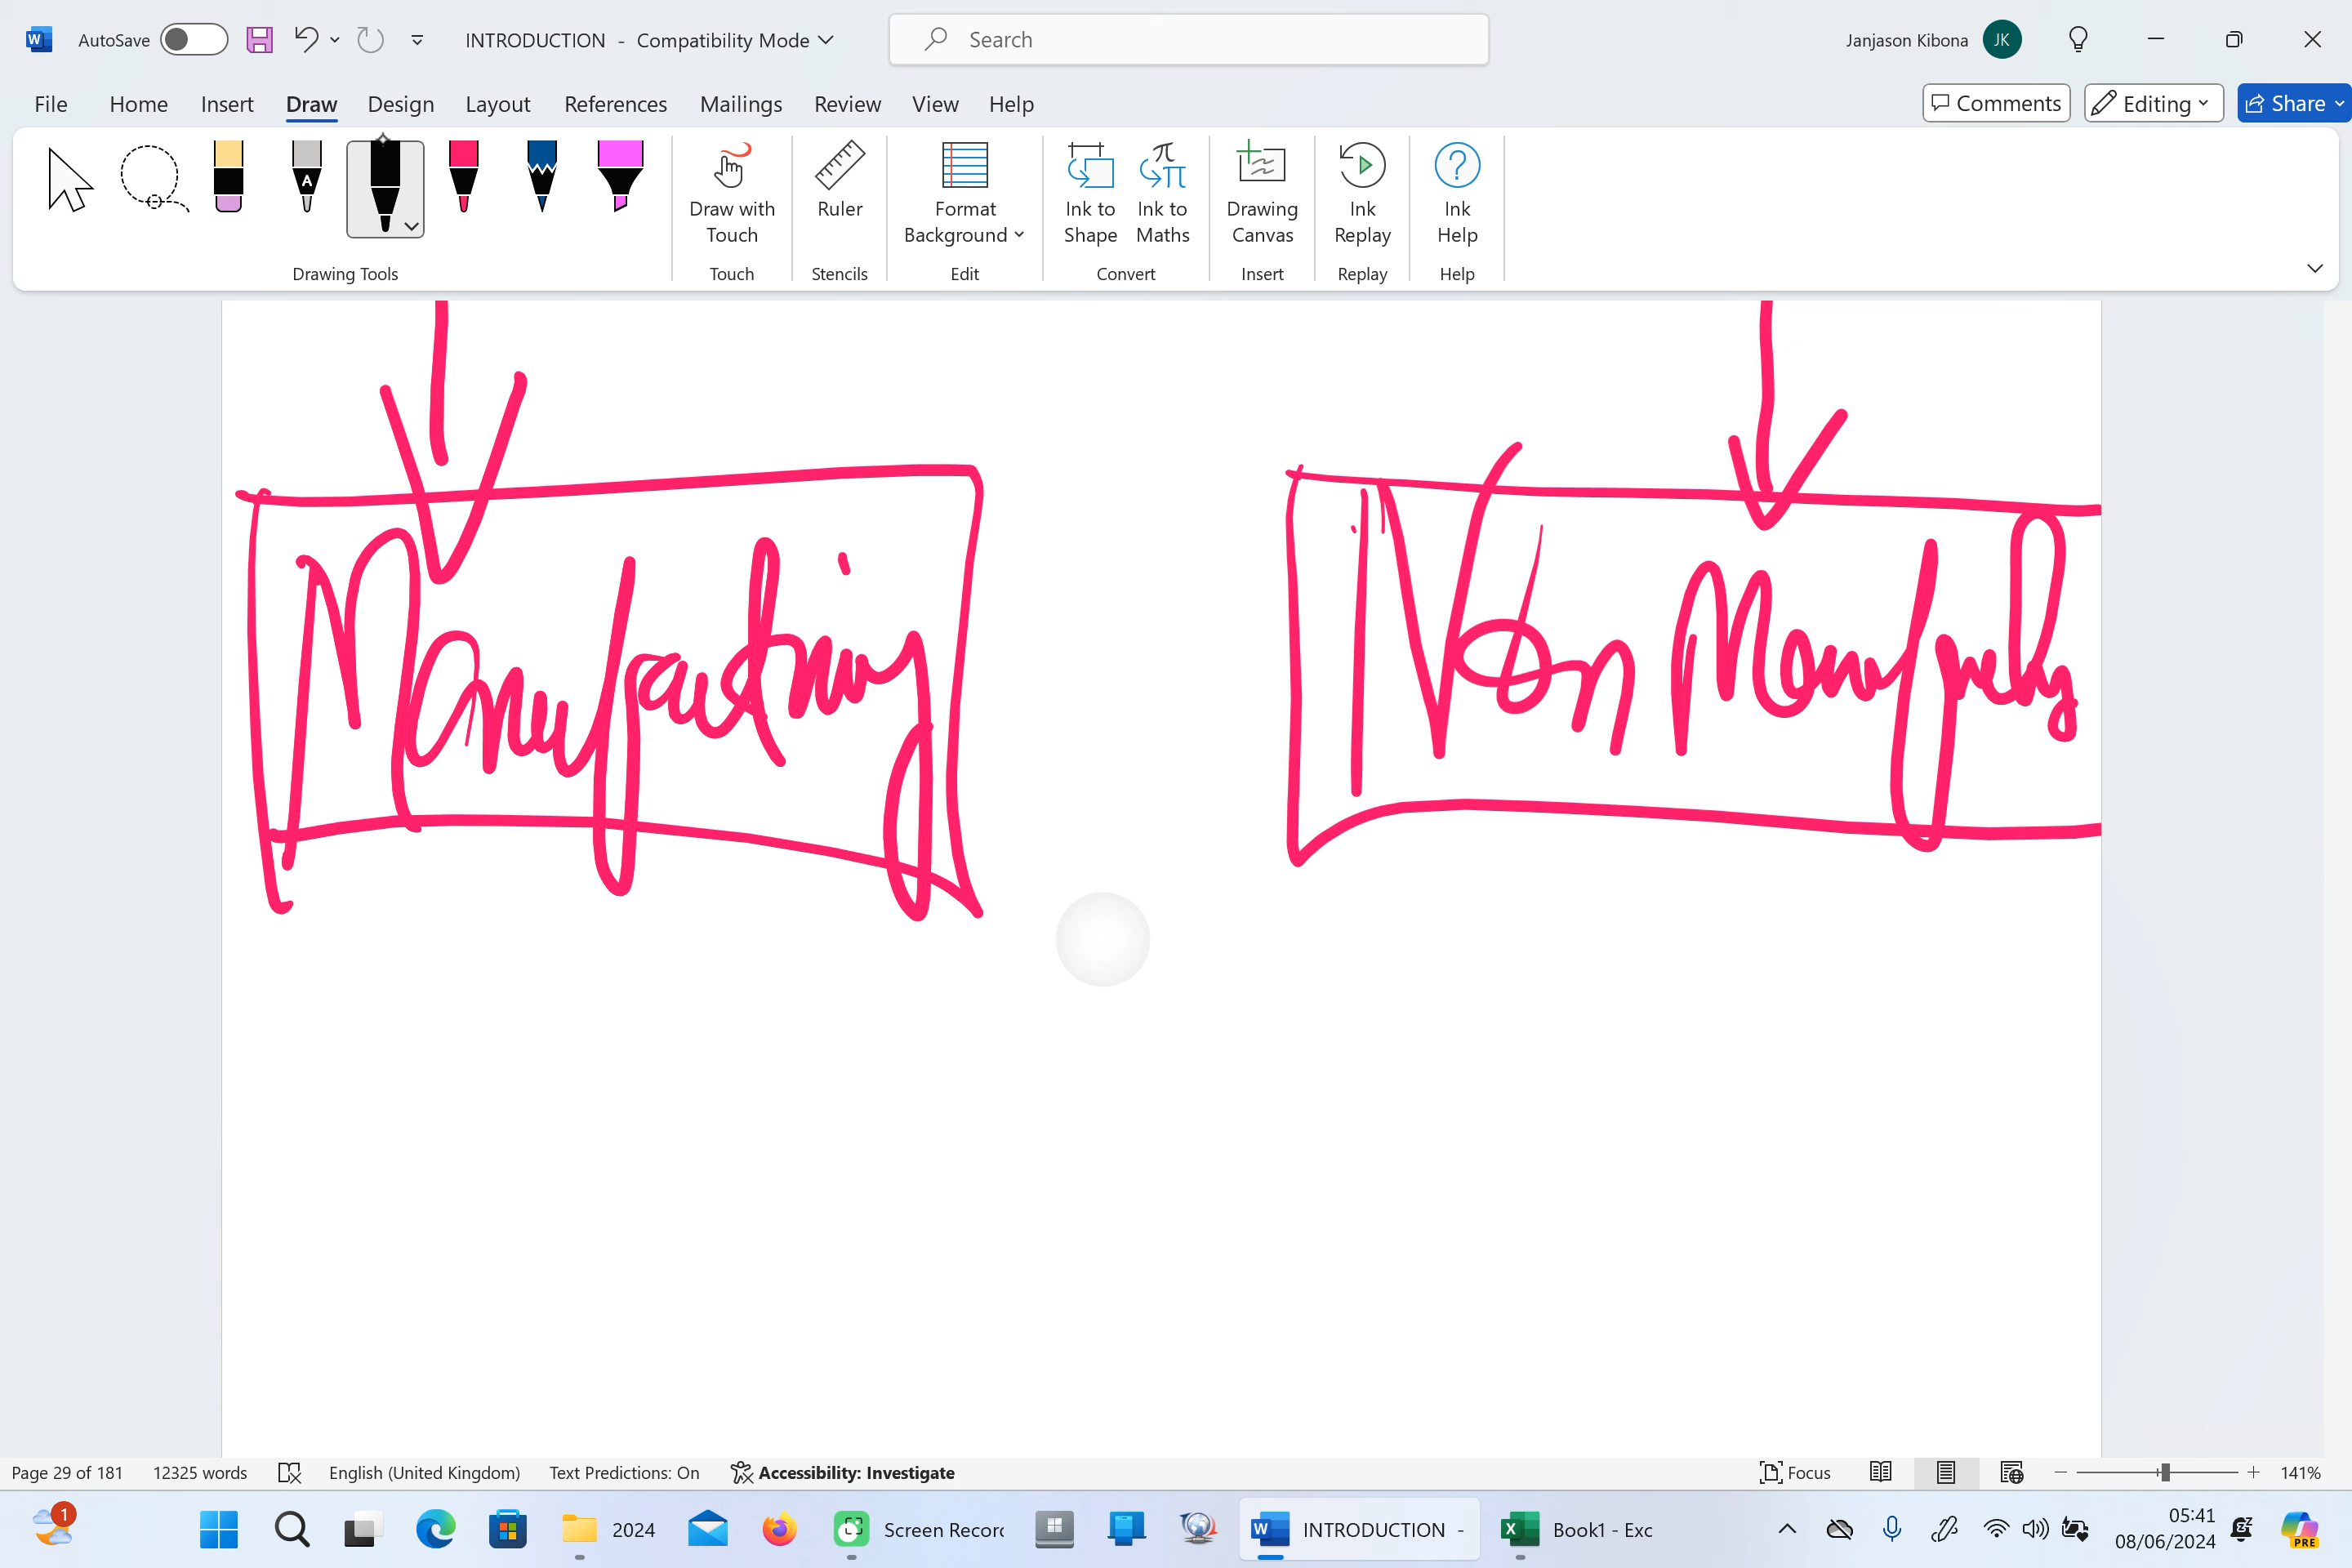 AutoSave INTRODUCTION - Compatibility Mode Search Janjason Kibona JK
File Home Insert Draw Design Layout References Mailings Review View Help Comments Editing Share
A
Draw with Touch Ruler Format Background Ink to Shape Ink to Maths Drawing Canvas Ink Replay Ink Help
Drawing Tools Touch Stencils Edit Convert Insert Replay Help
Manufacturing
Non
Page 29 of 181 12325 words English (United Kingdom) Text Predictions: On Accessibility: Investigate Focus 141%
1 2024 Screen Recor INTRODUCTION - Book1 - Exc 05:41
08/06/2024 PRE